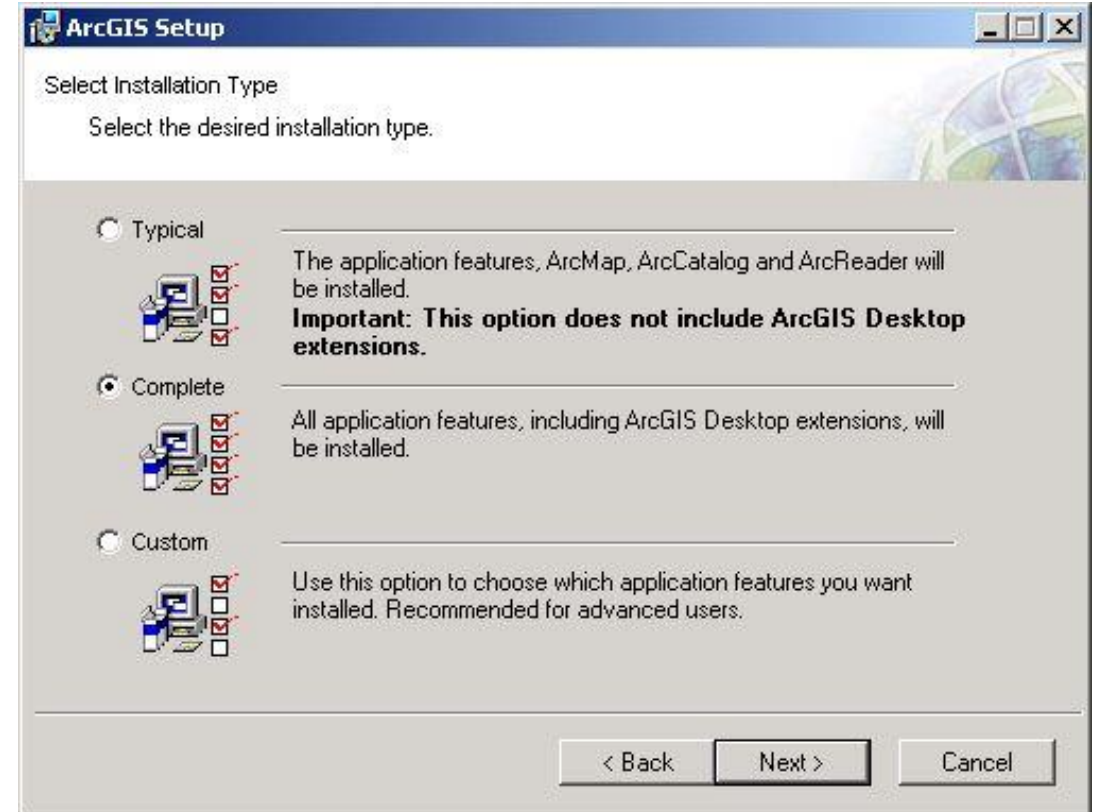 ArcGIS Setup
Select Installation Type
Select the desired installation type.
Typical
The application features, ArcMap, ArcCatalog and ArcReader will
be installed.
Important: This option does not include ArcGIS Desktop
extensions.
Complete
All application features, including ArcGIS Desktop extensions, will
be installed.
Custom
Use this option to choose which application features you want
installed. Recommended for advanced users.
< Back
Next >
Cancel